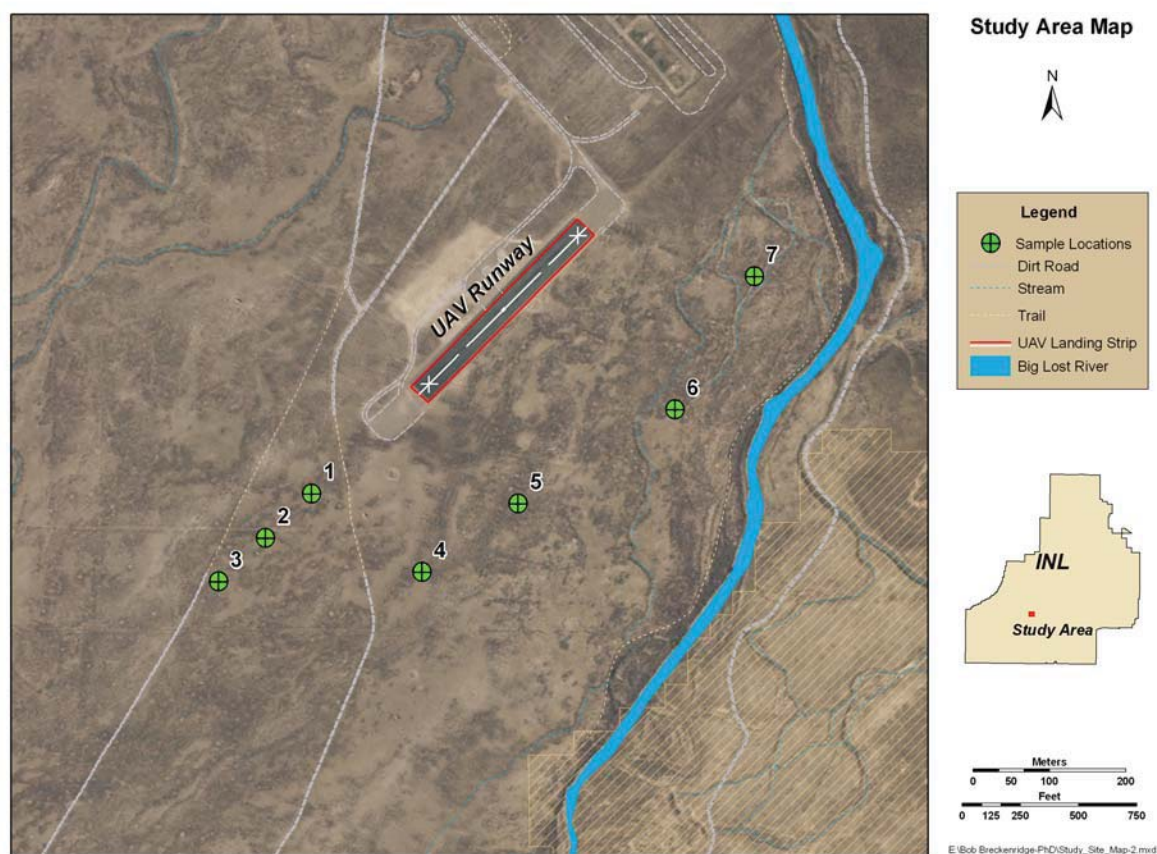 Study Area Map
N
Legend
Sample Locations
Dirt Road
Stream
Trail
UAV Landing Strip
Big Lost River
UAV Runway
7
6
1
5
2
4
3
INL
Study Area
Meters
0 50 100 200
Feet
0 125 250 500 750
E:\Bob Breckenridge-PhD\Study_Site_Map-2.mxd